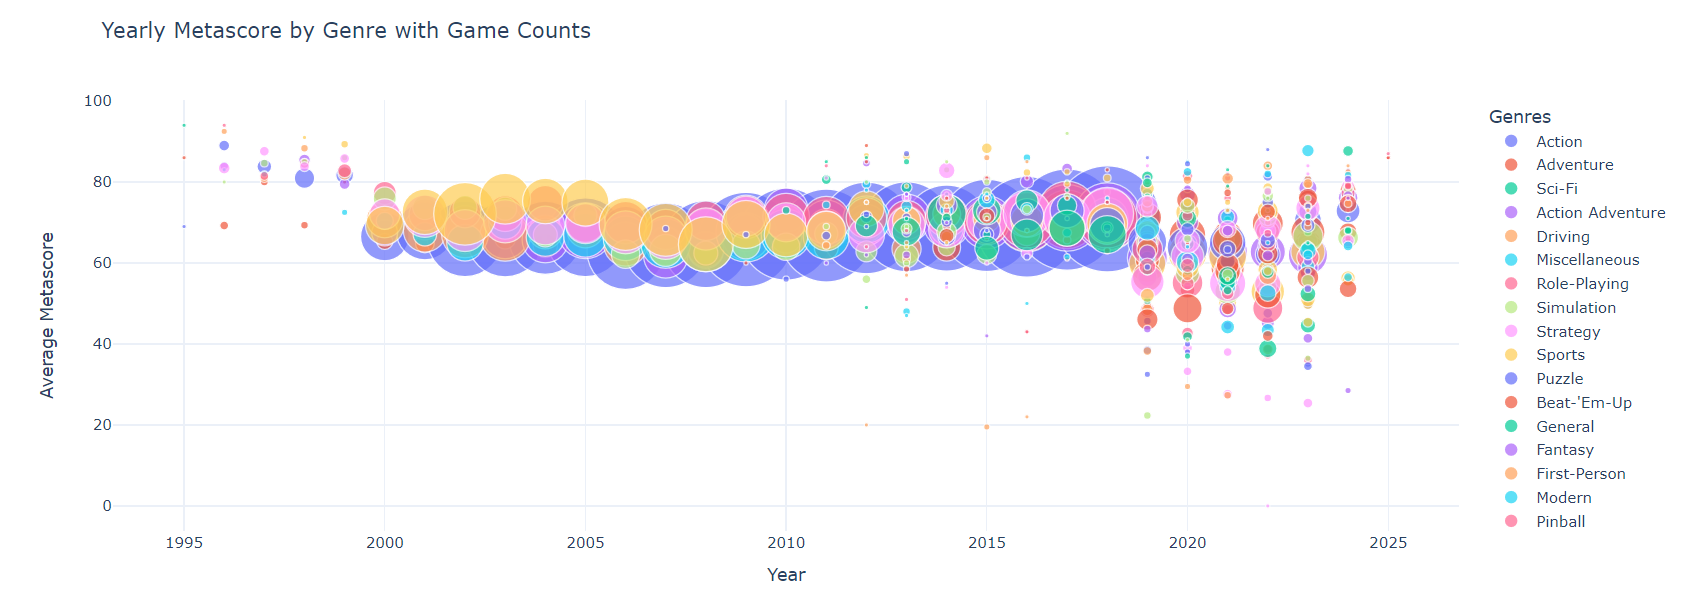 Yearly Metascore by Genre with Game Counts
100
80
60
40
20
0
Average Metascore
1995
2000
2005
2010
2015
2020
2025
Year
Genres
Action
Adventure
Sci-Fi
Action Adventure
Driving
Miscellaneous
Role-Playing
Simulation
Strategy
Sports
Puzzle
Beat-'Em-Up
General
Fantasy
First-Person
Modern
Pinball